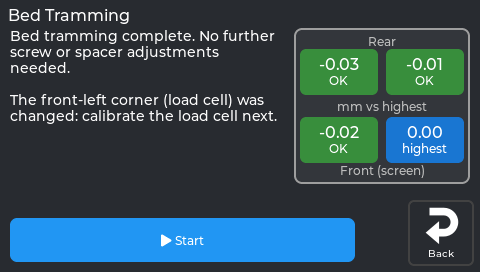 Bed Tramming
Bed tramming complete. No further
screw or spacer adjustments
needed.
The front-left corner (load cell) was
changed: calibrate the load cell next.
Rear
-0.03
OK
-0.01
OK
mm vs highest
-0.02
OK
0.00
highest
Front (screen)
Start
Back